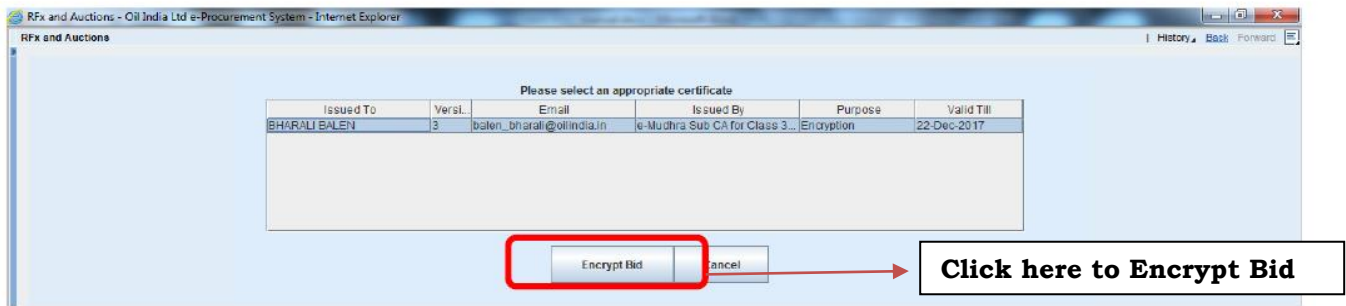 RFx and Auctions - Oil India Ltd e-Procurement System - Internet Explorer
RFx and Auctions
| History Back Forward
Please select an appropriate certificate
Issued To Versi... Email Issued By Purpose Valid Till
BHARALI BALEN 3 balen_bharali@oilindia.in e-Mudhra Sub CA for Class 3... Encryption 22-Dec-2017
Encrypt Bid Cancel
Click here to Encrypt Bid